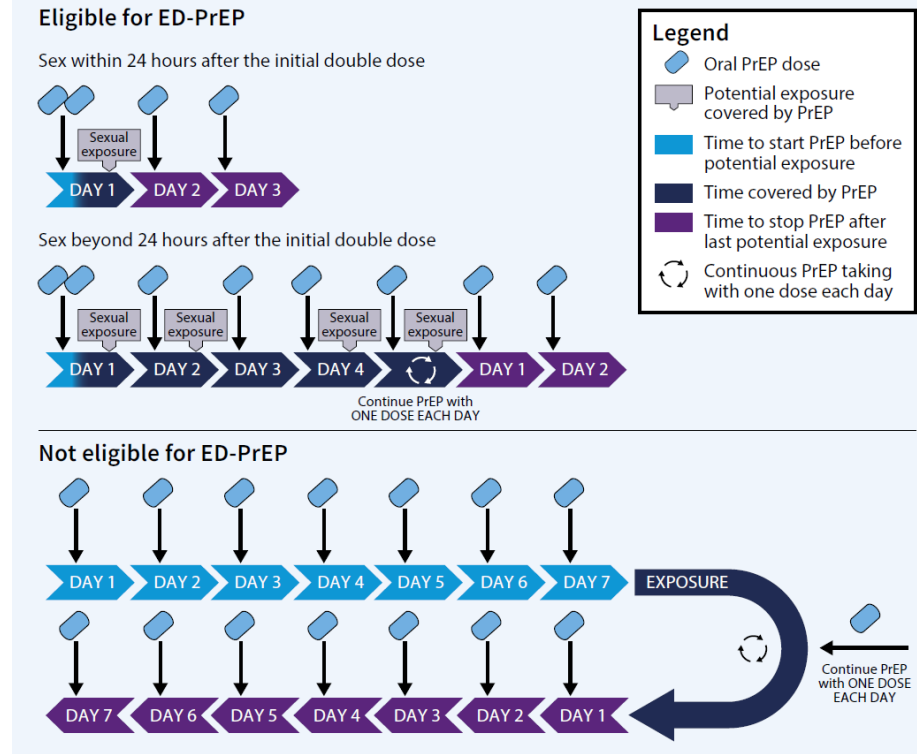 Eligible for ED-PrEP
Sex within 24 hours after the initial double dose
Sexual
exposure
DAY 1
DAY 2
DAY 3
Sex beyond 24 hours after the initial double dose
Sexual
exposure
Sexual
exposure
Sexual
exposure
Sexual
exposure
DAY 1
DAY 2
DAY 3
DAY 4
DAY 1
DAY 2
Continue PrEP with
ONE DOSE EACH DAY
Legend
Oral PrEP dose
Potential exposure
covered by PrEP
Time to start PrEP before
potential exposure
Time covered by PrEP
Time to stop PrEP after
last potential exposure
Continuous PrEP taking
with one dose each day
Not eligible for ED-PrEP
DAY 1
DAY 2
DAY 3
DAY 4
DAY 5
DAY 6
DAY 7
EXPOSURE
Continue PrEP
with ONE DOSE
EACH DAY
DAY 7
DAY 6
DAY 5
DAY 4
DAY 3
DAY 2
DAY 1